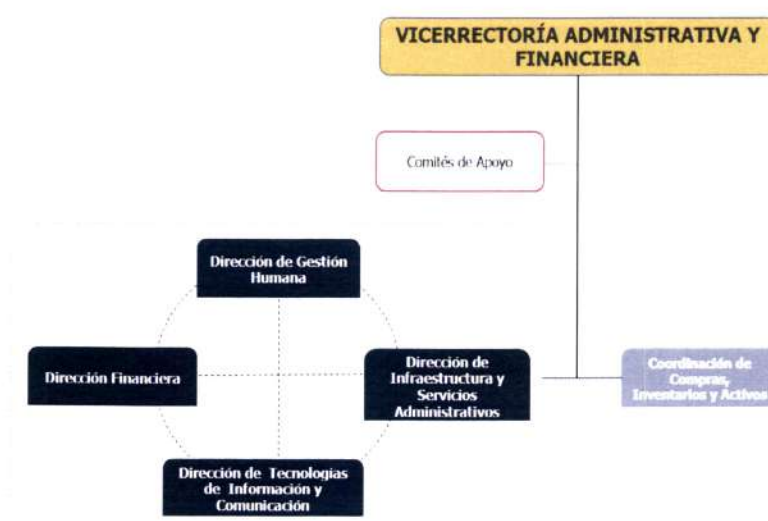 VICERRECTORÍA ADMINISTRATIVA Y
FINANCIERA
Comités de Apoyo
Dirección de Gestión
Humana
Dirección Financiera
Dirección de
Infraestructura y
Servicios
Administrativos
Coordinación de
Compras,
Inventarios y Activos
Dirección de Tecnologías
de Información y
Comunicación